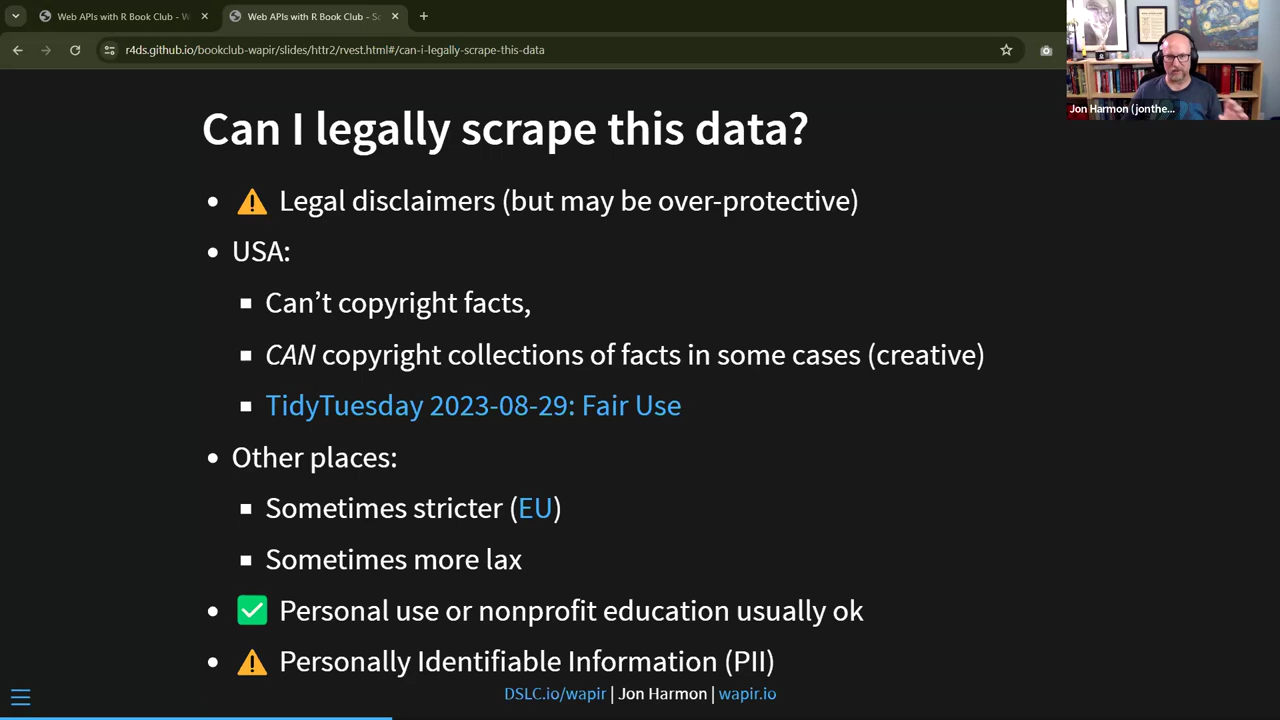 Web APIs with R Book Club - W
Web APIs with R Book Club - Sc
r4ds.github.io/bookclub-wapir/slides/httr2/rvest.html#/can-i-legally-scrape-this-data
Jon Harmon (jonthe...
Can I legally scrape this data?
Legal disclaimers (but may be over-protective)
USA:
Can’t copyright facts,
CAN copyright collections of facts in some cases (creative)
TidyTuesday 2023-08-29: Fair Use
Other places:
Sometimes stricter (EU)
Sometimes more lax
Personal use or nonprofit education usually ok
Personally Identifiable Information (PII)
DSLC.io/wapir | Jon Harmon | wapir.io